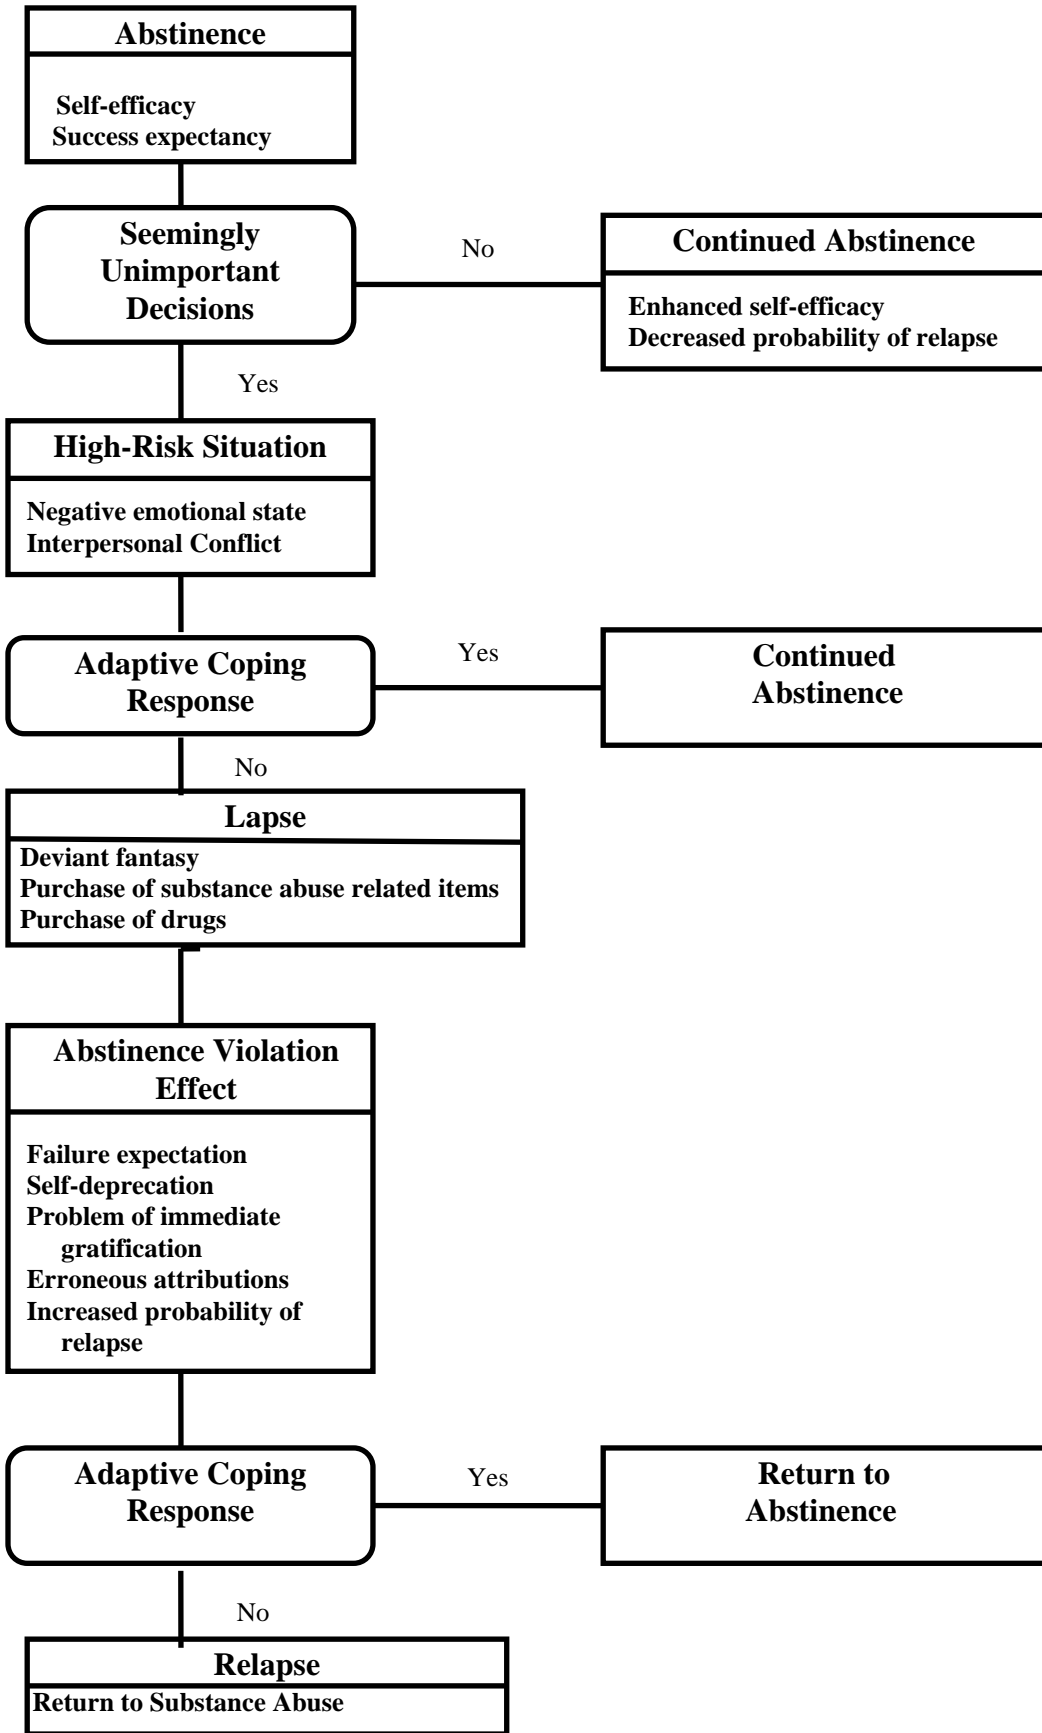 Abstinence
Self-efficacy
Success expectancy
Seemingly
Unimportant
Decisions
No
Continued Abstinence
Enhanced self-efficacy
Decreased probability of relapse
Yes
High-Risk Situation
Negative emotional state
Interpersonal Conflict
Adaptive Coping
Response
Yes
Continued
Abstinence
No
Lapse
Deviant fantasy
Purchase of substance abuse related items
Purchase of drugs
Abstinence Violation
Effect
Failure expectation
Self-deprecation
Problem of immediate
gratification
Erroneous attributions
Increased probability of
relapse
Adaptive Coping
Response
Yes
Return to
Abstinence
No
Relapse
Return to Substance Abuse